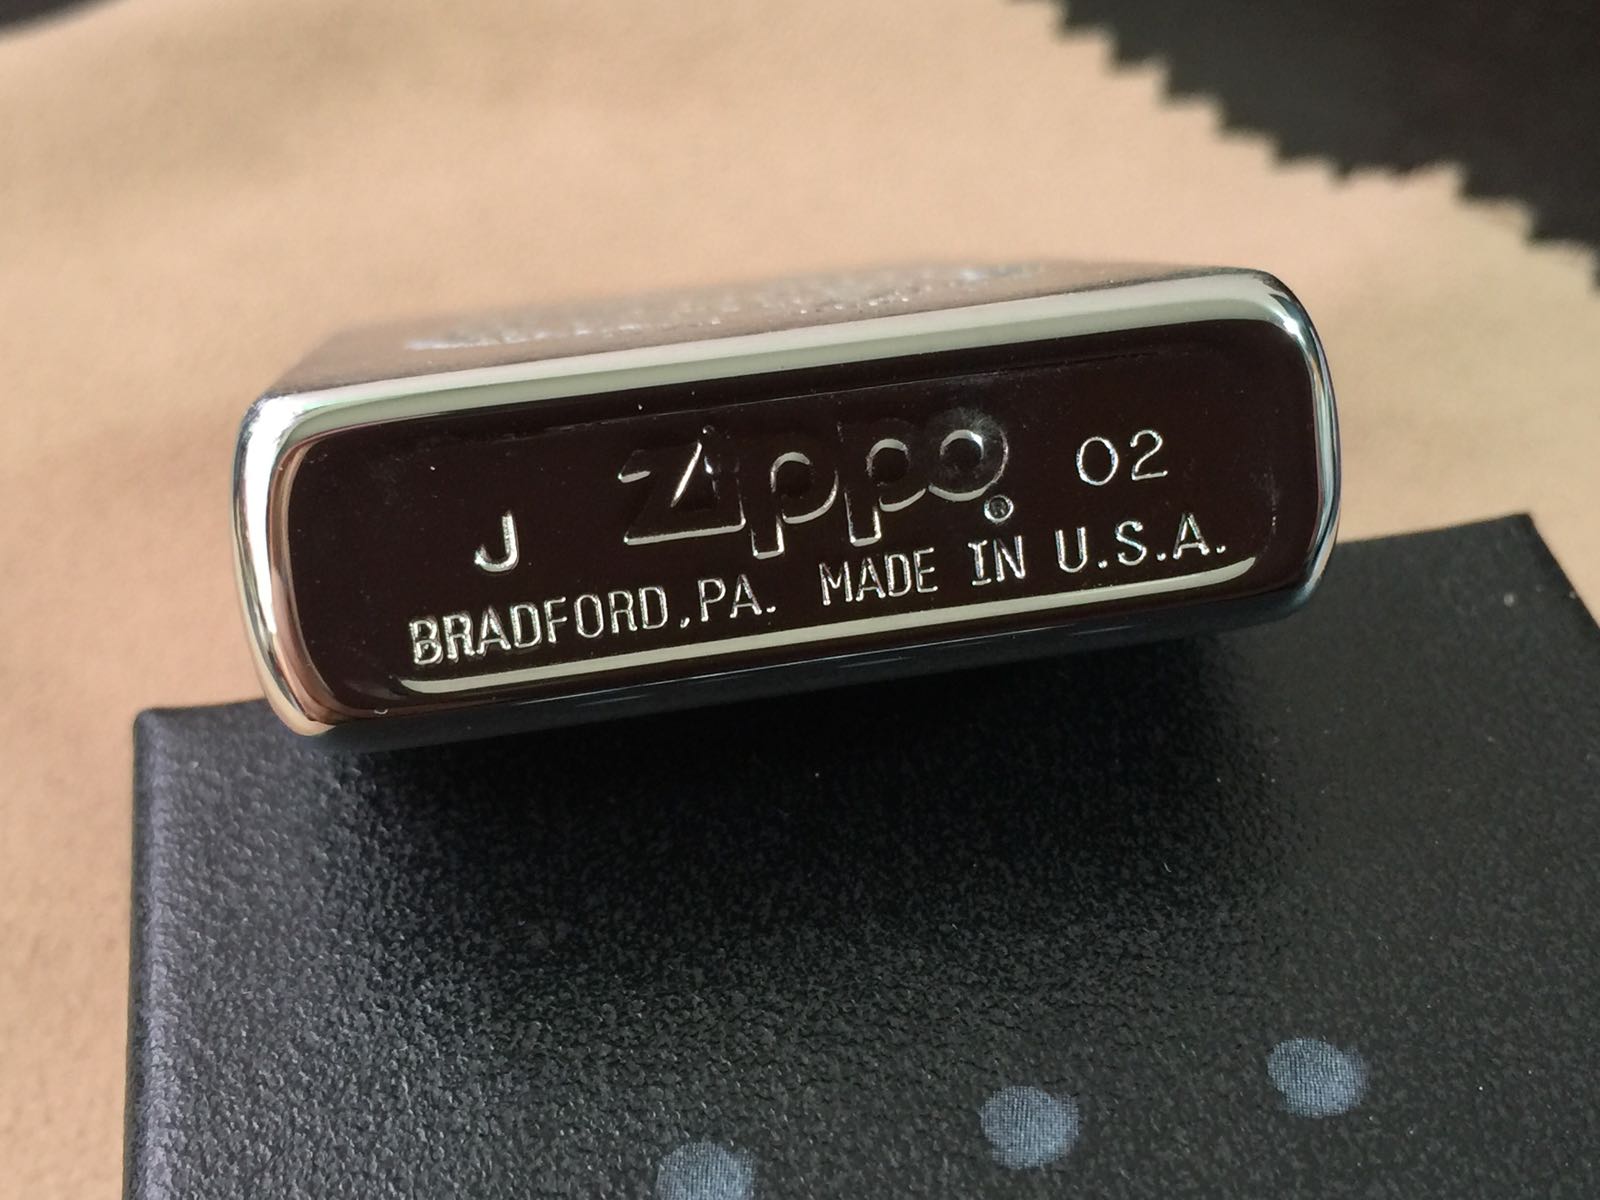 J Zippo® 02
BRADFORD,PA. MADE IN U.S.A.